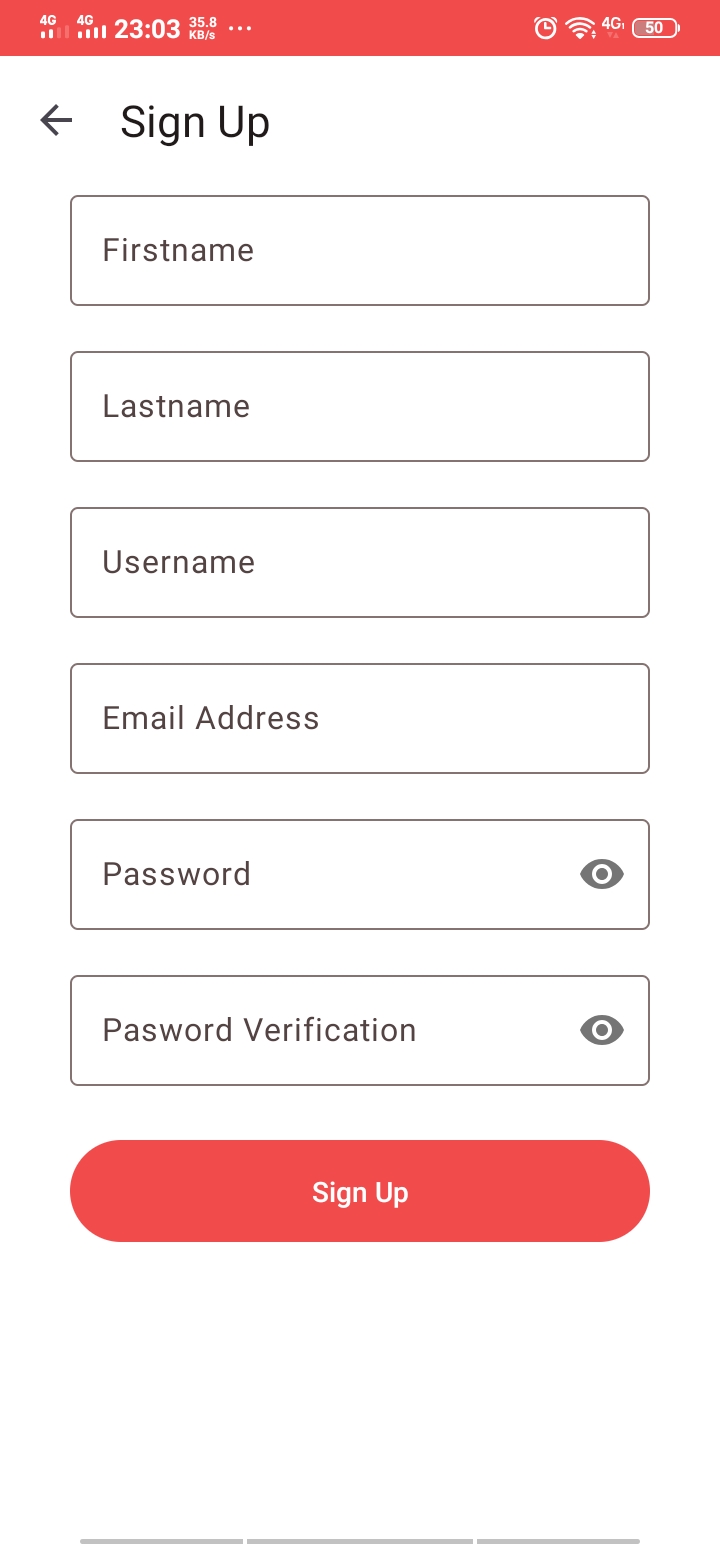 4G 4G 23:03 35.8 KB/s ... 4G 50
Sign Up
Firstname
Lastname
Username
Email Address
Password
Pasword Verification
Sign Up